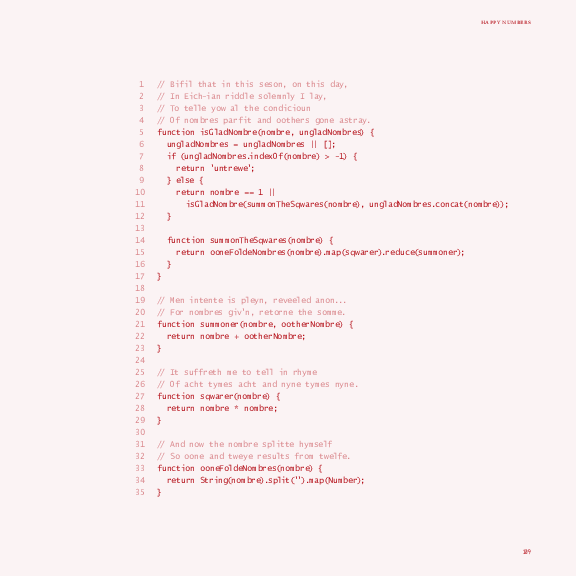 HAPPY NUMBERS
1 // Bifil that in this seson, on this day,
2 // In Eich-ian riddle solemnly I lay,
3 // To telle yow al the condicioun
4 // Of nombres parfit and oothers gone astray.
5 function isGladNombre(nombre, ungladNombres) {
6 ungladNombres = ungladNombres || [];
7 if (ungladNombres.indexOf(nombre) > -1) {
8 return 'untrewe';
9 } else {
10 return nombre == 1 ||
11 isGladNombre(summonTheSqwares(nombre), ungladNombres.concat(nombre));
12 }
13
14 function summonTheSqwares(nombre) {
15 return ooneFoldeNombres(nombre).map(sqwarer).reduce(summoner);
16 }
17 }
18
19 // Men intente is pleyn, reveeled anon...
20 // For nombres giv'n, retorne the somme.
21 function summoner(nombre, ootherNombre) {
22 return nombre + ootherNombre;
23 }
24
25 // It suffreth me to tell in rhyme
26 // Of acht tymes acht and nyne tymes nyne.
27 function sqwarer(nombre) {
28 return nombre * nombre;
29 }
30
31 // And now the nombre splitte hymself
32 // So oone and tweye results from twelfe.
33 function ooneFoldeNombres(nombre) {
34 return String(nombre).split('').map(Number);
35 }
189